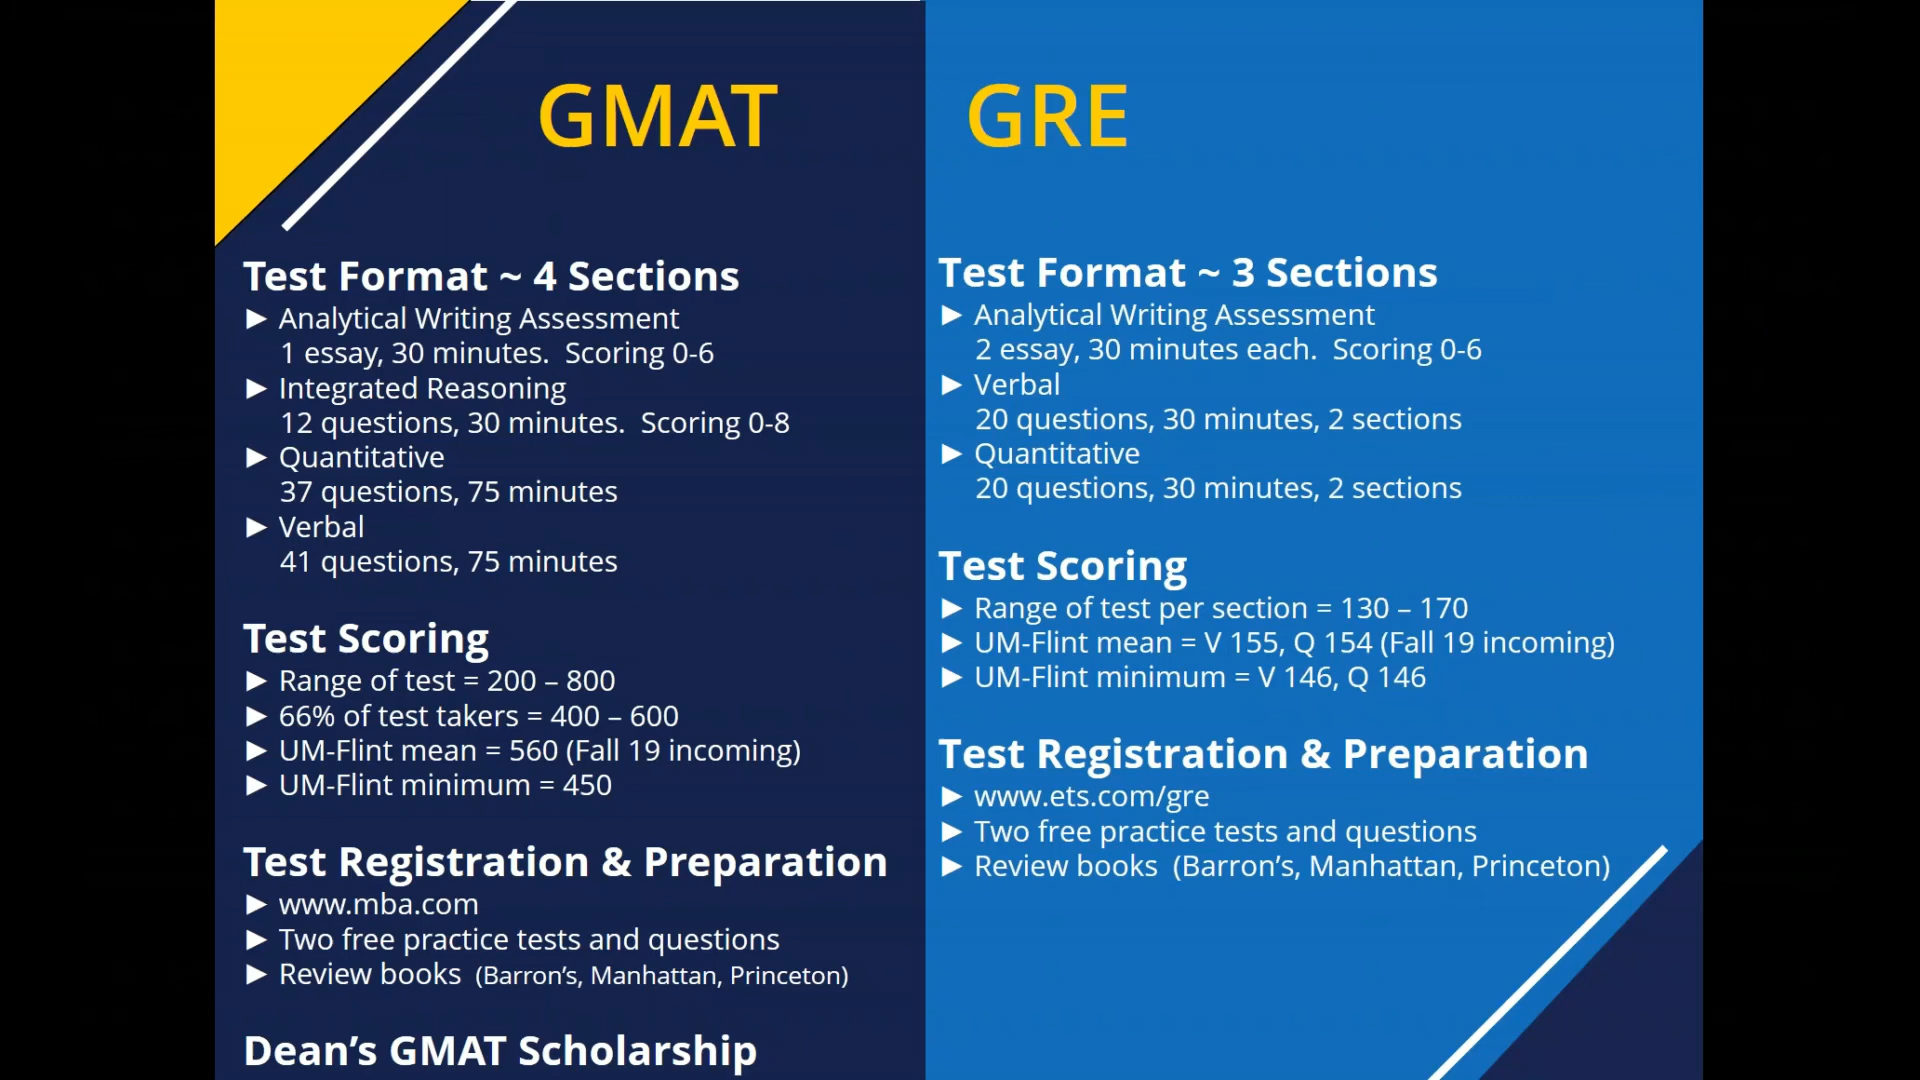 GMAT
Test Format ~ 4 Sections
► Analytical Writing Assessment
1 essay, 30 minutes.  Scoring 0-6
► Integrated Reasoning
12 questions, 30 minutes.  Scoring 0-8
► Quantitative
37 questions, 75 minutes
► Verbal
41 questions, 75 minutes
Test Scoring
► Range of test = 200 – 800
► 66% of test takers = 400 – 600
► UM-Flint mean = 560 (Fall 19 incoming)
► UM-Flint minimum = 450
Test Registration & Preparation
► www.mba.com
► Two free practice tests and questions
► Review books  (Barron’s, Manhattan, Princeton)
Dean’s GMAT Scholarship
GRE
Test Format ~ 3 Sections
► Analytical Writing Assessment
2 essay, 30 minutes each.  Scoring 0-6
► Verbal
20 questions, 30 minutes, 2 sections
► Quantitative
20 questions, 30 minutes, 2 sections
Test Scoring
► Range of test per section = 130 – 170
► UM-Flint mean = V 155, Q 154 (Fall 19 incoming)
► UM-Flint minimum = V 146, Q 146
Test Registration & Preparation
► www.ets.com/gre
► Two free practice tests and questions
► Review books  (Barron’s, Manhattan, Princeton)